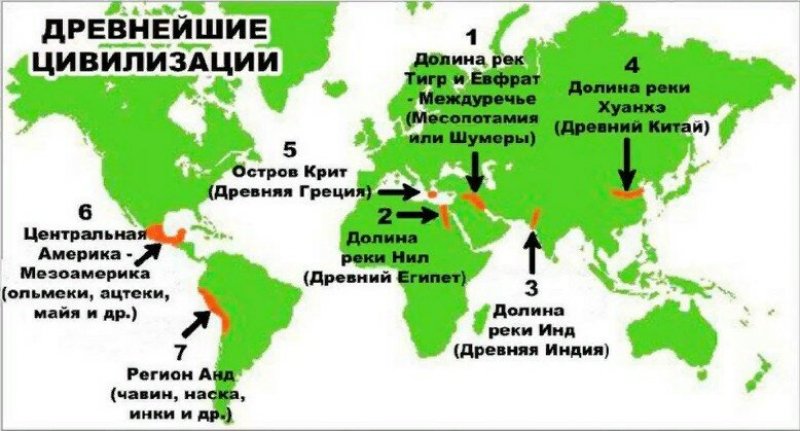 ДРЕВНЕЙШИЕ
ЦИВИЛИЗАЦИИ
1
Долина рек
Тигр и Евфрат
- Междуречье
(Месопотамия
или Шумеры)
4
Долина реки
Хуанхэ
(Древний Китай)
5
Остров Крит
(Древняя Греция)
6
Центральная
Америка -
Мезоамерика
(ольмеки, ацтеки,
майя и др.)
2
Долина
реки Нил
(Древний Египет)
3
Долина
реки Инд
(Древняя Индия)
7
Регион Анд
(чавин, наска,
инки и др.)